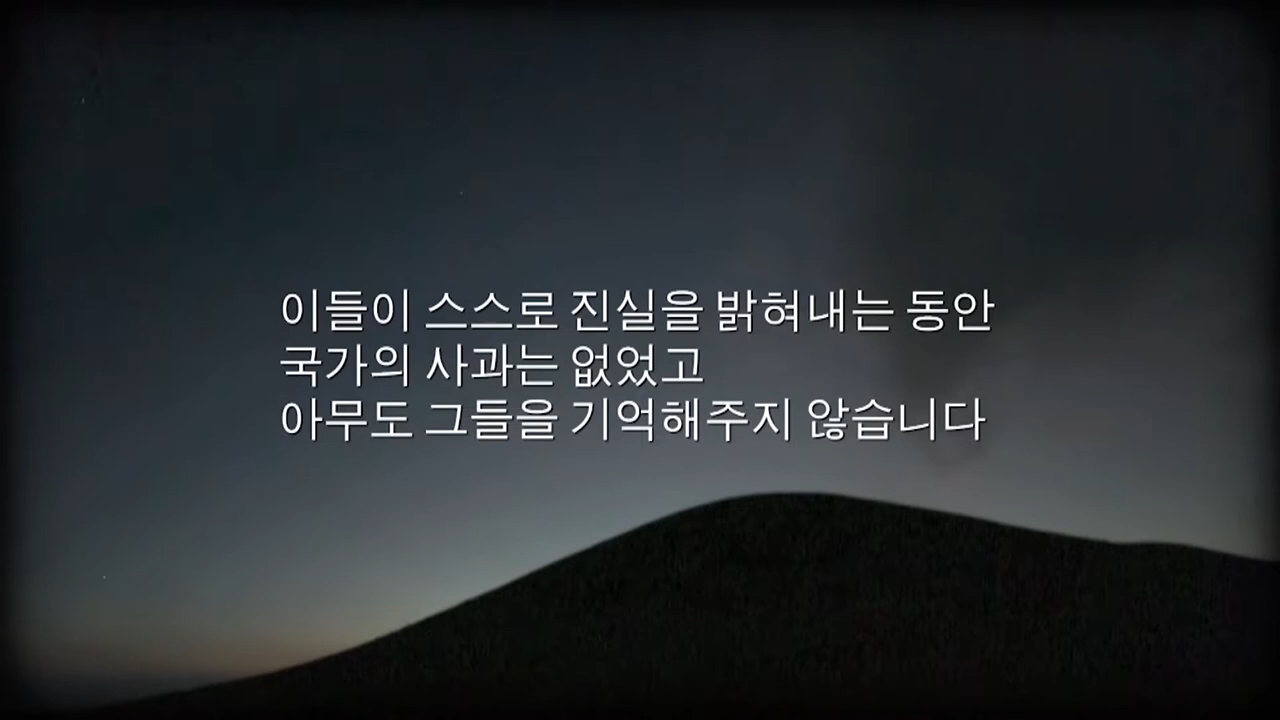 이들이 스스로 진실을 밝혀내는 동안
국가의 사과는 없었고
아무도 그들을 기억해주지 않습니다